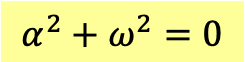 α² + ω² = 0